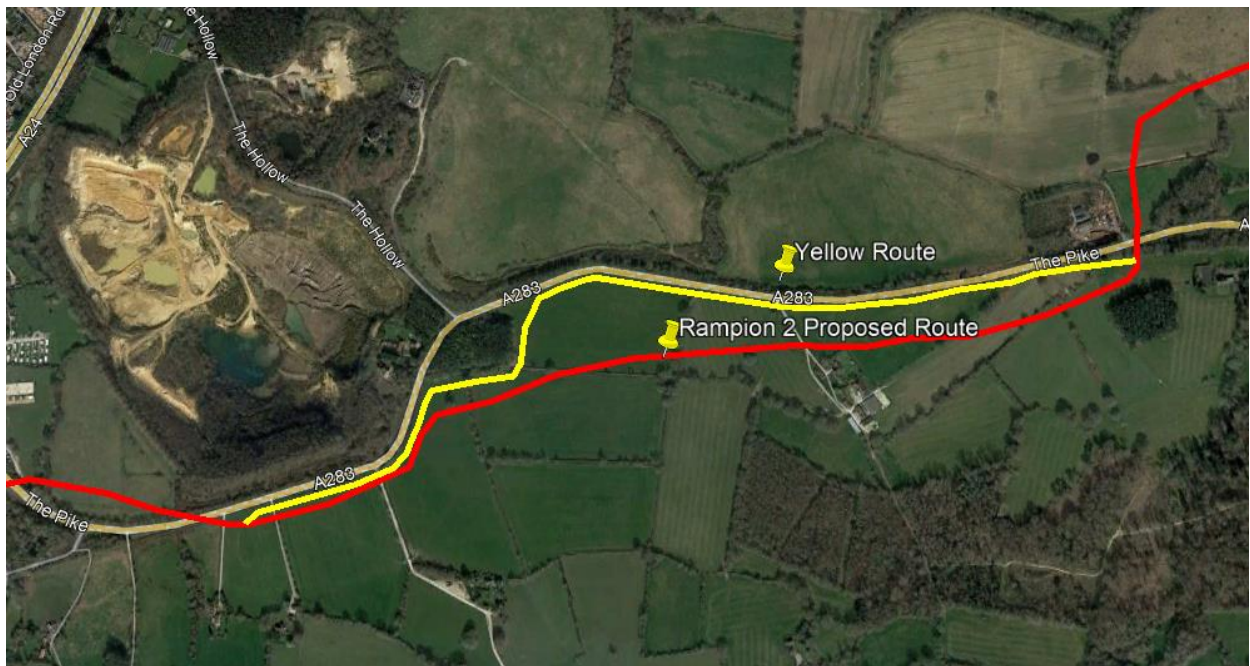 Old London Rd
A24
The Hollow
The Hollow
The Hollow
Yellow Route
The Pike
A
A283
A283
Rampion 2 Proposed Route
A283
The Pike